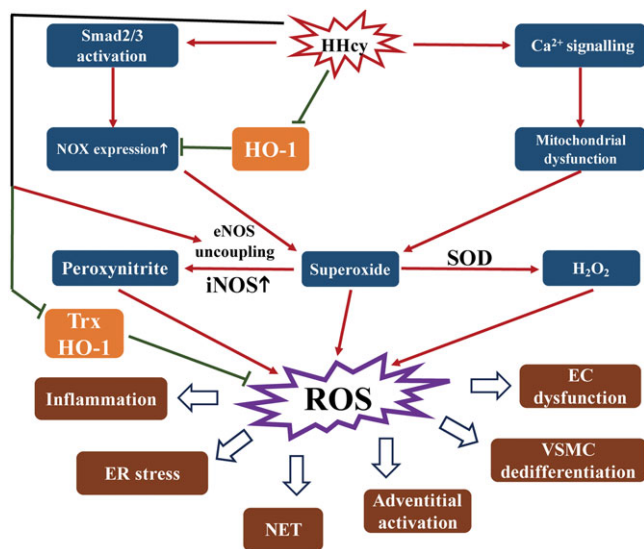 Smad2/3
activation
HHcy
Ca²⁺ signalling
NOX expression↑
HO-1
Mitochondrial
dysfunction
eNOS
uncoupling
Peroxynitrite
iNOS↑
Superoxide
SOD
H₂O₂
Trx
HO-1
ROS
Inflammation
EC
dysfunction
ER stress
VSMC
dedifferentiation
NET
Adventitial
activation